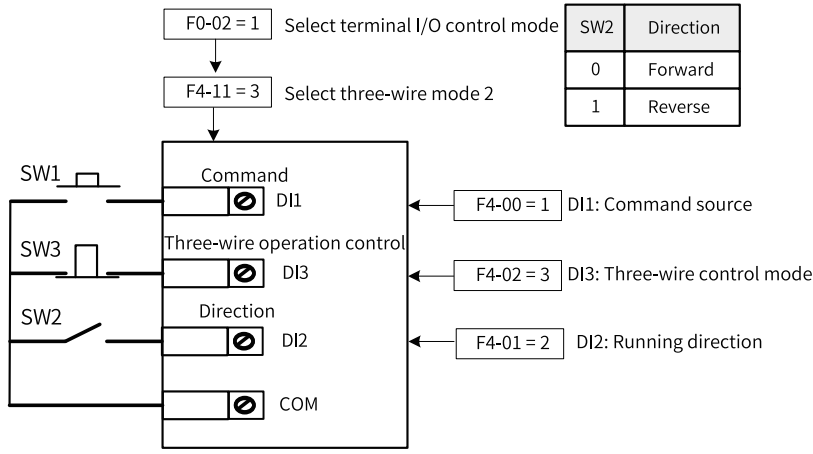 F0-02 = 1 Select terminal I/O control mode
F4-11 = 3 Select three-wire mode 2
SW2 Direction
0 Forward
1 Reverse
SW1
Command
DI1
F4-00 = 1 DI1: Command source
SW3
Three-wire operation control
DI3
F4-02 = 3 DI3: Three-wire control mode
SW2
Direction
DI2
F4-01 = 2 DI2: Running direction
COM